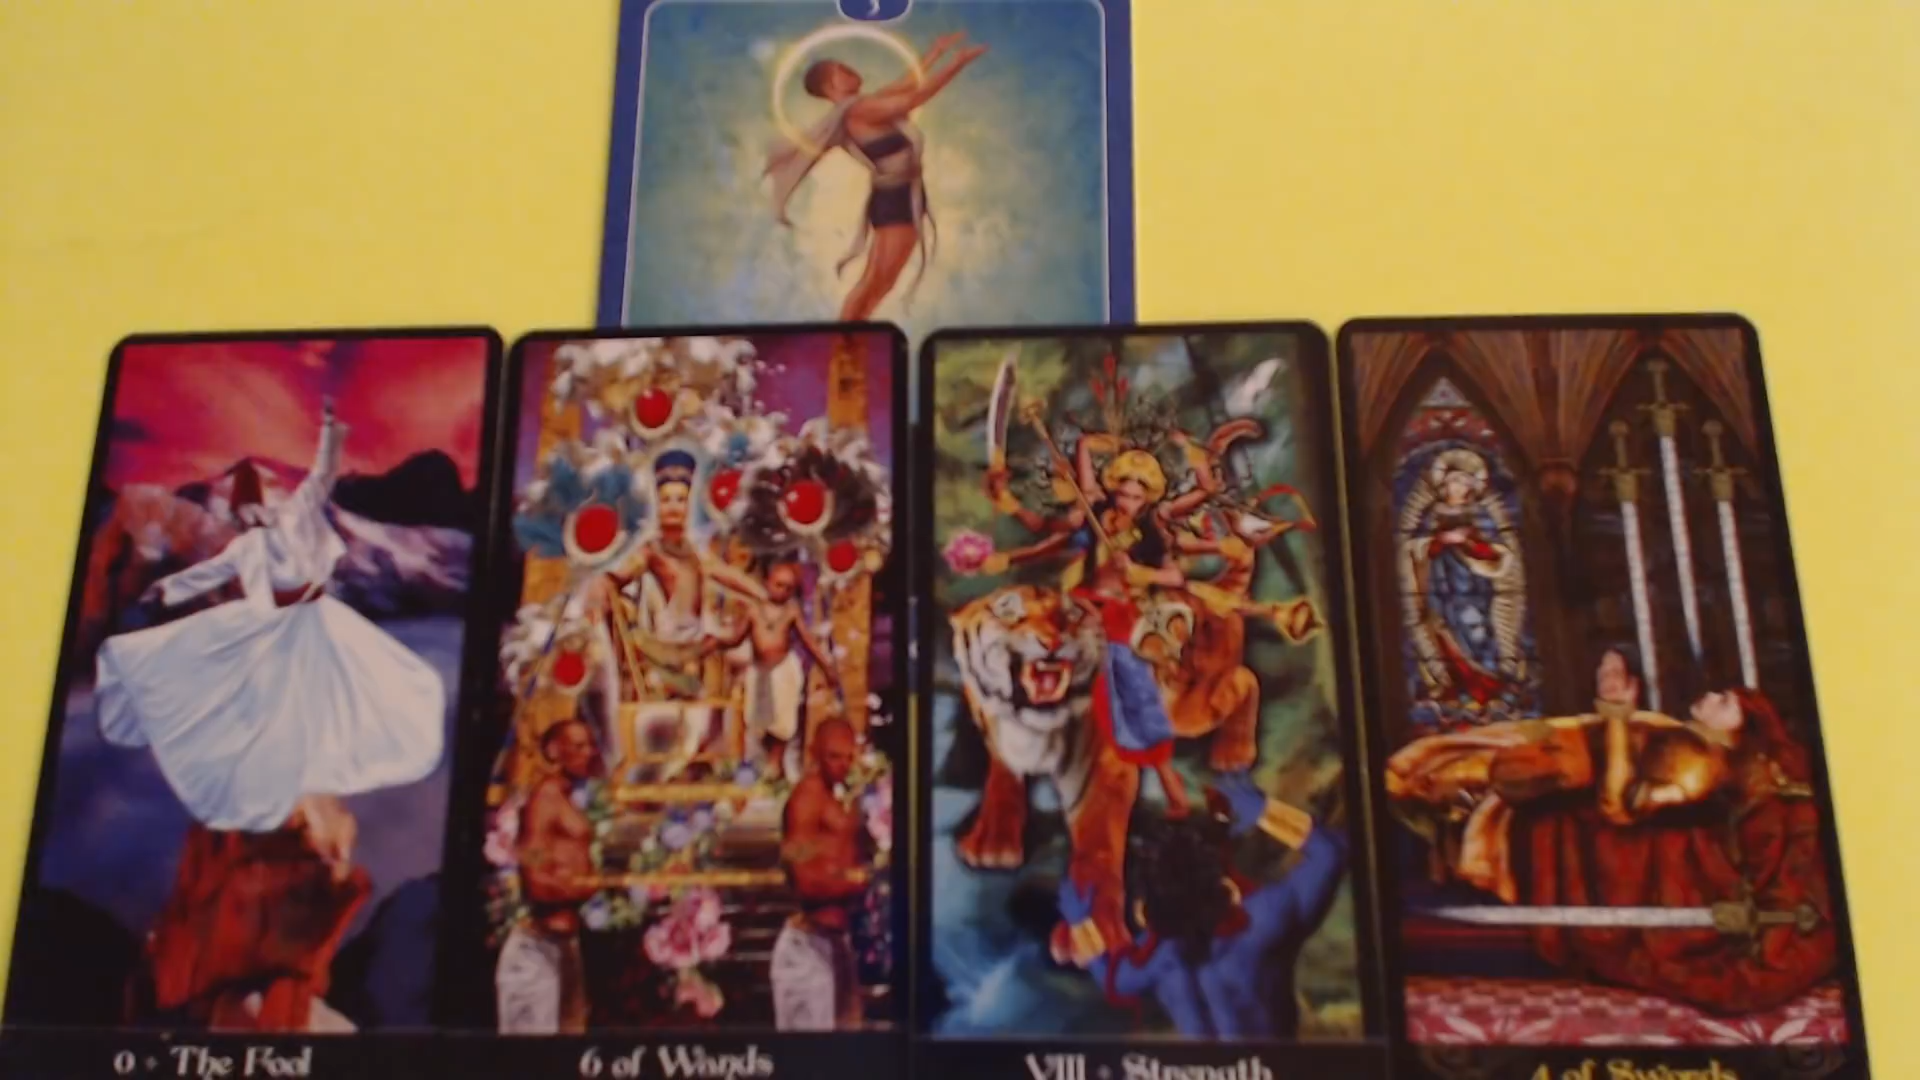 0 • The Fool
6 of Wands
VIII • Strength
4 of Swords